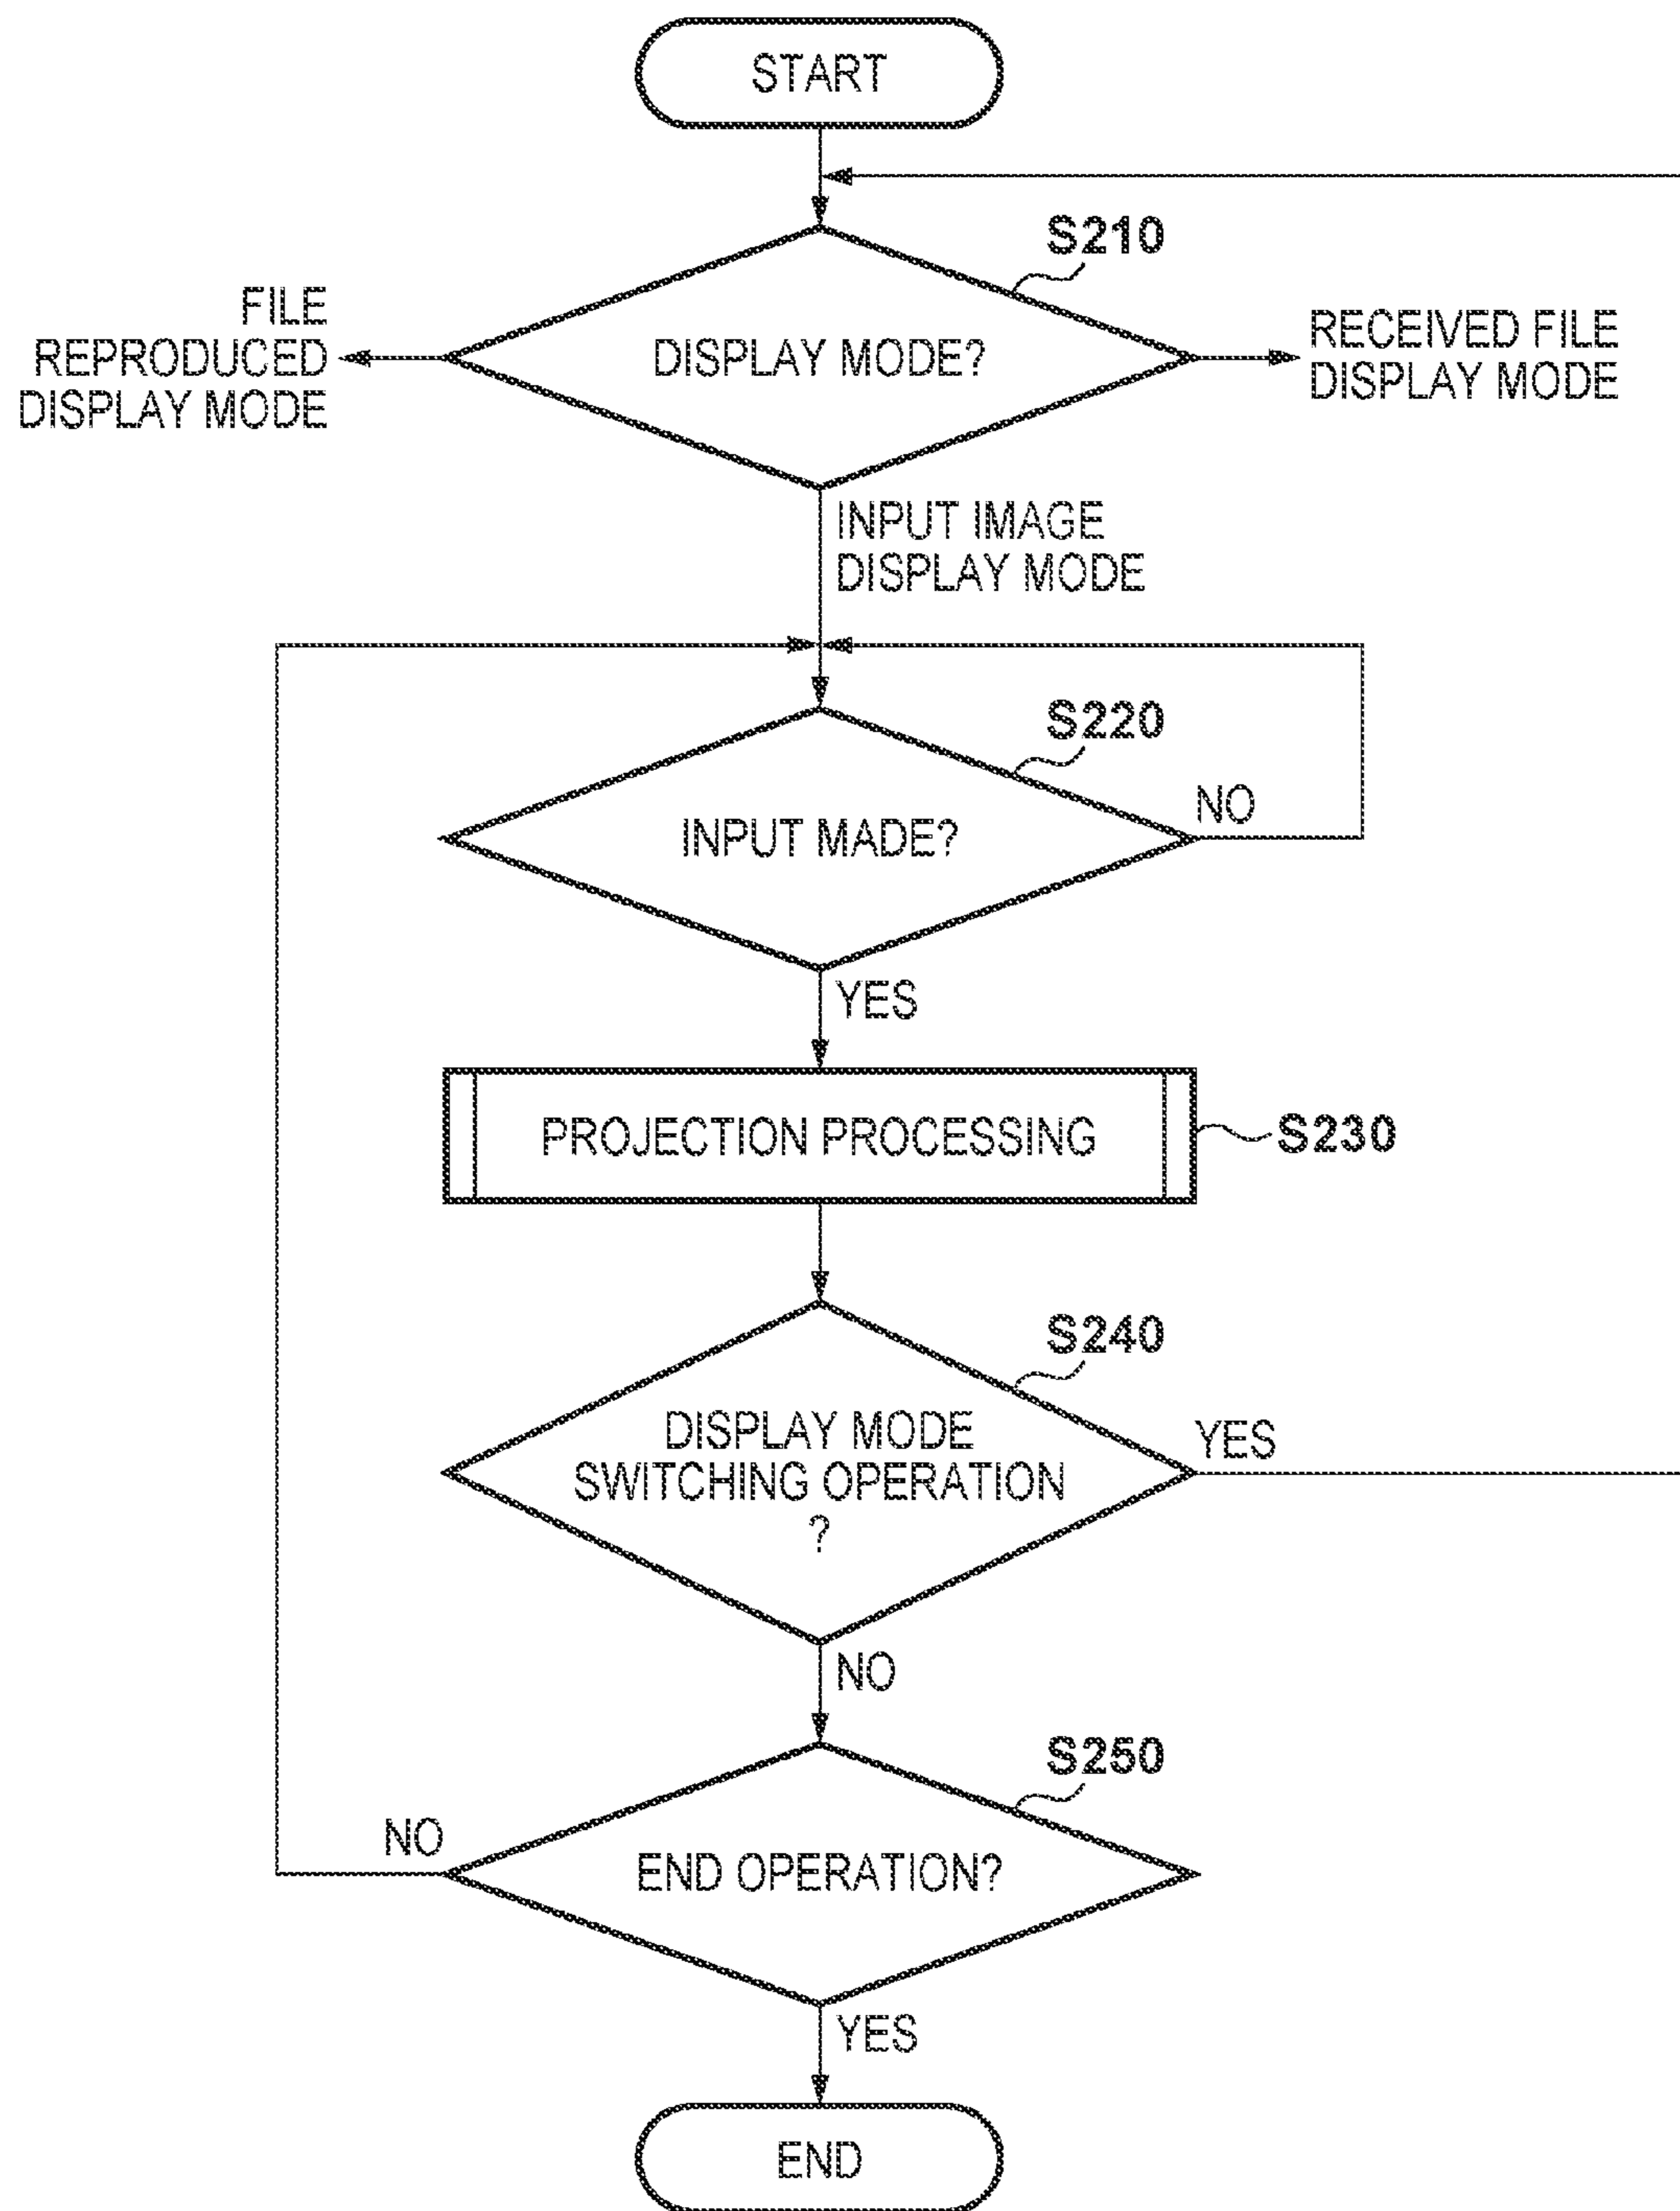 START
S210
FILE
REPRODUCED
DISPLAY MODE
DISPLAY MODE?
RECEIVED FILE
DISPLAY MODE
INPUT IMAGE
DISPLAY MODE
S220
INPUT MADE?
NO
YES
PROJECTION PROCESSING
S230
S240
DISPLAY MODE
SWITCHING OPERATION
?
YES
NO
S250
NO
END OPERATION?
YES
END